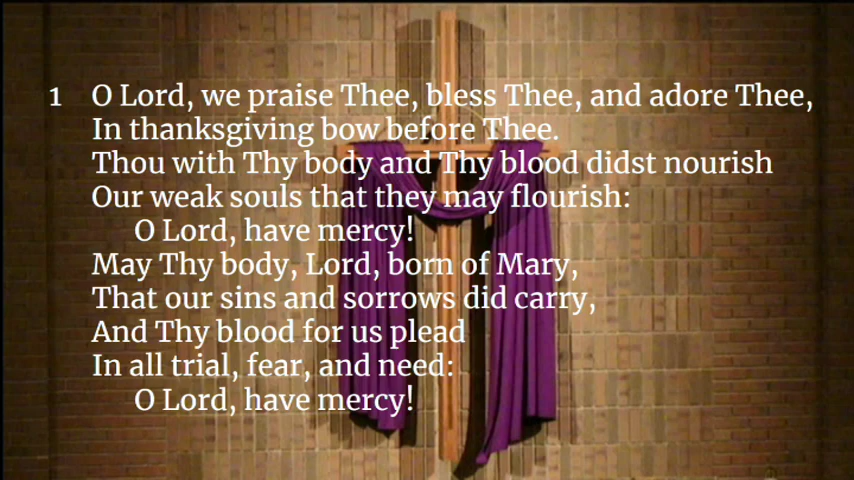 1 O Lord, we praise Thee, bless Thee, and adore Thee,
In thanksgiving bow before Thee.
Thou with Thy body and Thy blood didst nourish
Our weak souls that they may flourish:
O Lord, have mercy!
May Thy body, Lord, born of Mary,
That our sins and sorrows did carry,
And Thy blood for us plead
In all trial, fear, and need:
O Lord, have mercy!